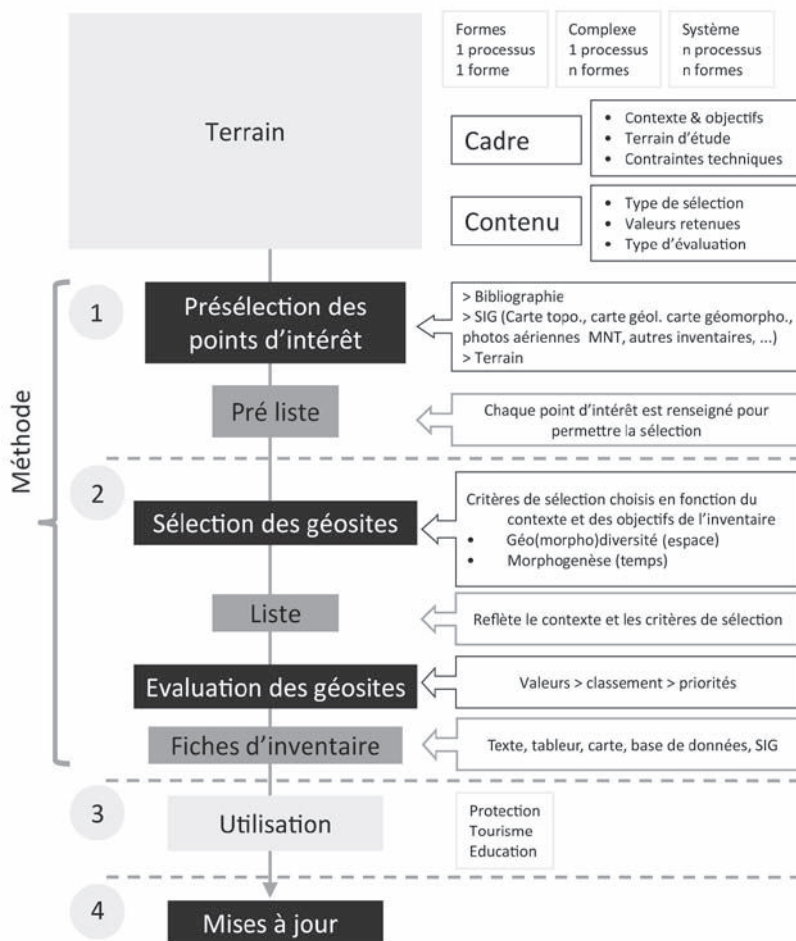 Formes
1 processus
1 forme
Complexe
1 processus
n formes
Système
n processus
n formes
Terrain
Cadre
• Contexte & objectifs
• Terrain d'étude
• Contraintes techniques
Contenu
• Type de sélection
• Valeurs retenues
• Type d'évaluation
Méthode
1
Présélection des
points d'intérêt
> Bibliographie
> SIG (Carte topo., carte géol. carte géomorpho.,
photos aériennes MNT, autres inventaires, ...)
> Terrain
Pré liste
Chaque point d'intérêt est renseigné pour
permettre la sélection
2
Sélection des géosites
Critères de sélection choisis en fonction du
contexte et des objectifs de l'inventaire
• Géo(morpho)diversité (espace)
• Morphogenèse (temps)
Liste
Reflète le contexte et les critères de sélection
Evaluation des géosites
Valeurs > classement > priorités
Fiches d'inventaire
Texte, tableur, carte, base de données, SIG
3
Utilisation
Protection
Tourisme
Education
4
Mises à jour